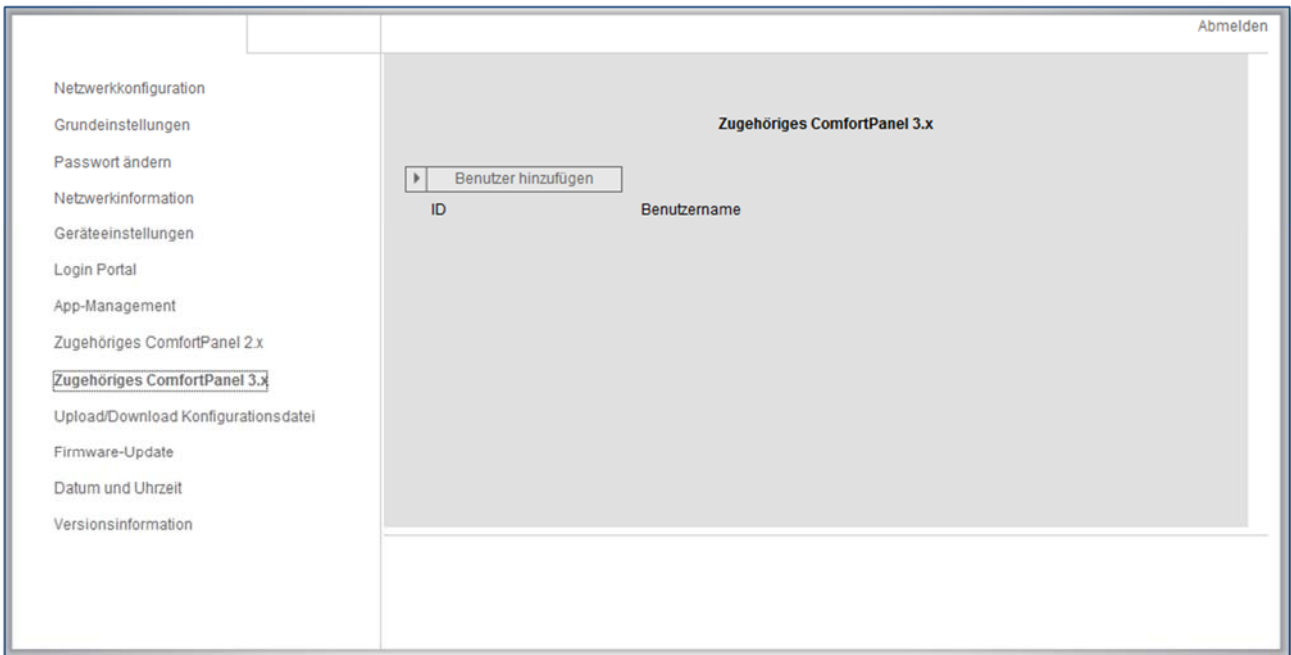 Abmelden
Netzwerkkonfiguration
Grundeinstellungen
Passwort ändern
Netzwerkinformation
Geräteeinstellungen
Login Portal
App-Management
Zugehöriges ComfortPanel 2.x
Zugehöriges ComfortPanel 3.x
Upload/Download Konfigurationsdatei
Firmware-Update
Datum und Uhrzeit
Versionsinformation
Zugehöriges ComfortPanel 3.x
Benutzer hinzufügen
ID Benutzername